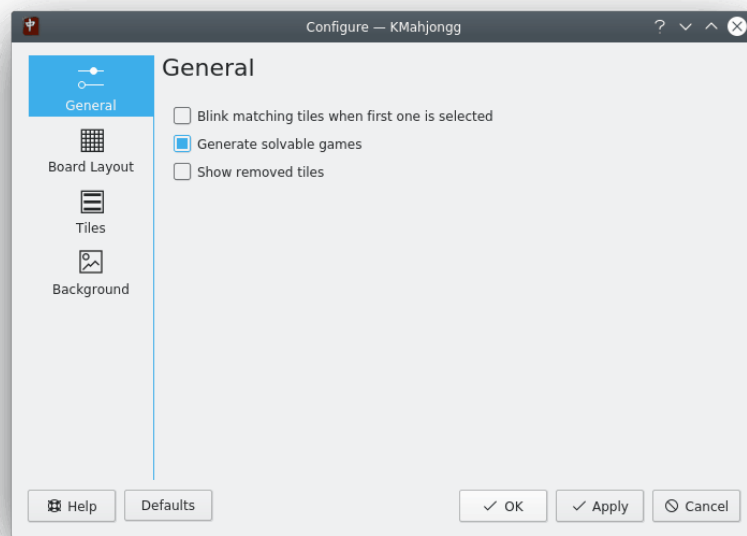 Configure — KMahjongg
General
Board Layout
Tiles
Background
General
Blink matching tiles when first one is selected
Generate solvable games
Show removed tiles
Help
Defaults
OK
Apply
Cancel